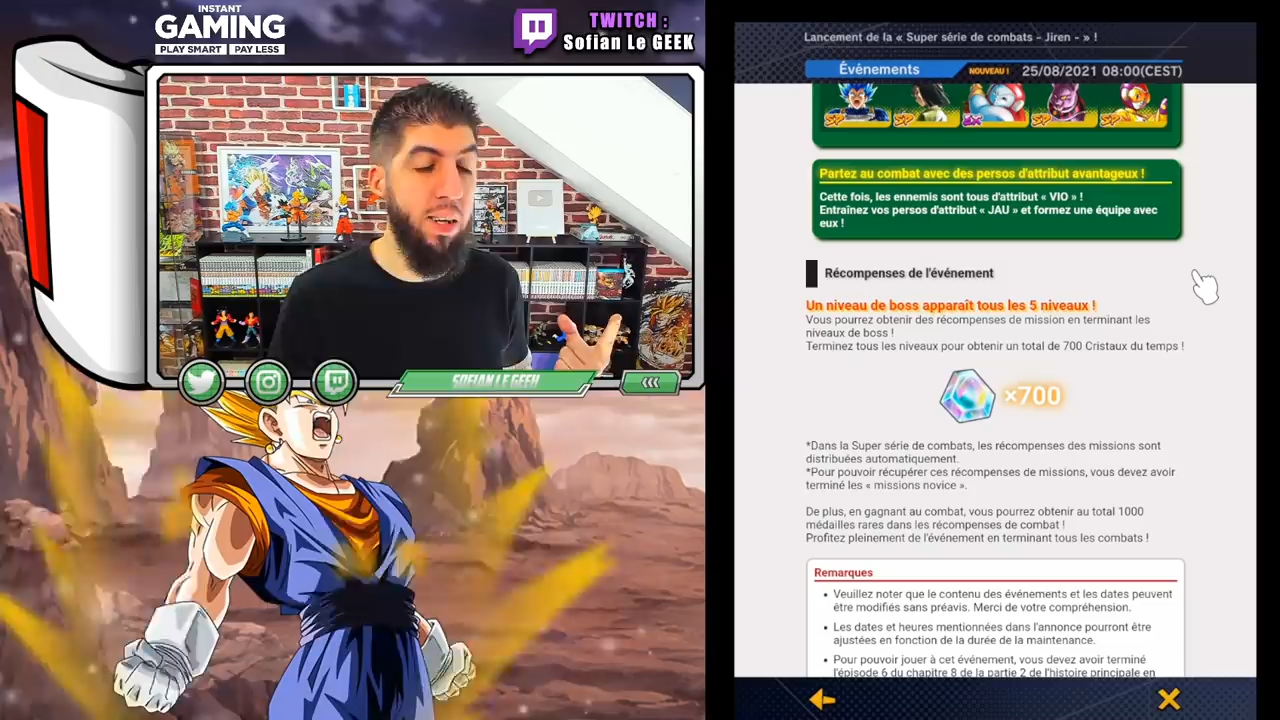 INSTANT
GAMING
PLAY SMART PAY LESS
TWITCH :
Sofian Le GEEK
SOFIAN LE GEEK
Lancement de la « Super série de combats - Jiren - » !
Événements
NOUVEAU !
25/08/2021 08:00(CEST)
SP SP EX SP SP
Partez au combat avec des persos d'attribut avantageux !
Cette fois, les ennemis sont tous d'attribut « VIO » !
Entraînez vos persos d'attribut « JAU » et formez une équipe avec
eux !
Récompenses de l'événement
Un niveau de boss apparaît tous les 5 niveaux !
Vous pourrez obtenir des récompenses de mission en terminant les
niveaux de boss !
Terminez tous les niveaux pour obtenir un total de 700 Cristaux du temps !
×700
*Dans la Super série de combats, les récompenses des missions sont
distribuées automatiquement.
*Pour pouvoir récupérer ces récompenses de missions, vous devez avoir
terminé les « missions novice ».
De plus, en gagnant au combat, vous pourrez obtenir au total 1000
médailles rares dans les récompenses de combat !
Profitez pleinement de l'événement en terminant tous les combats !
Remarques
• Veuillez noter que le contenu des événements et les dates peuvent
être modifiés sans préavis. Merci de votre compréhension.
• Les dates et heures mentionnées dans l'annonce pourront être
ajustées en fonction de la durée de la maintenance.
• Pour pouvoir jouer à cet événement, vous devez avoir terminé
l'épisode 6 du chapitre 8 de la partie 2 de l'histoire principale en